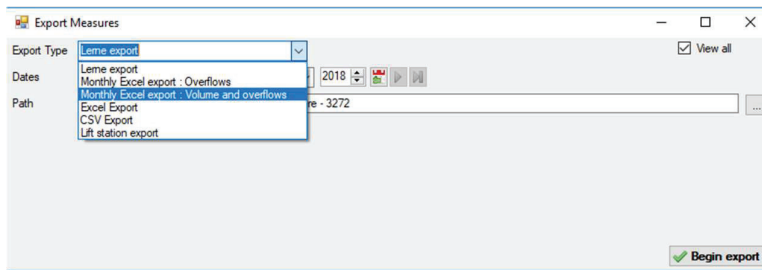 Export Measures
Export Type Lerne export View all
Lerne export
Dates 2018
Monthly Excel export : Overflows
Monthly Excel export : Volume and overflows
Path re - 3272 ...
Excel Export
CSV Export
Lift station export
Begin export